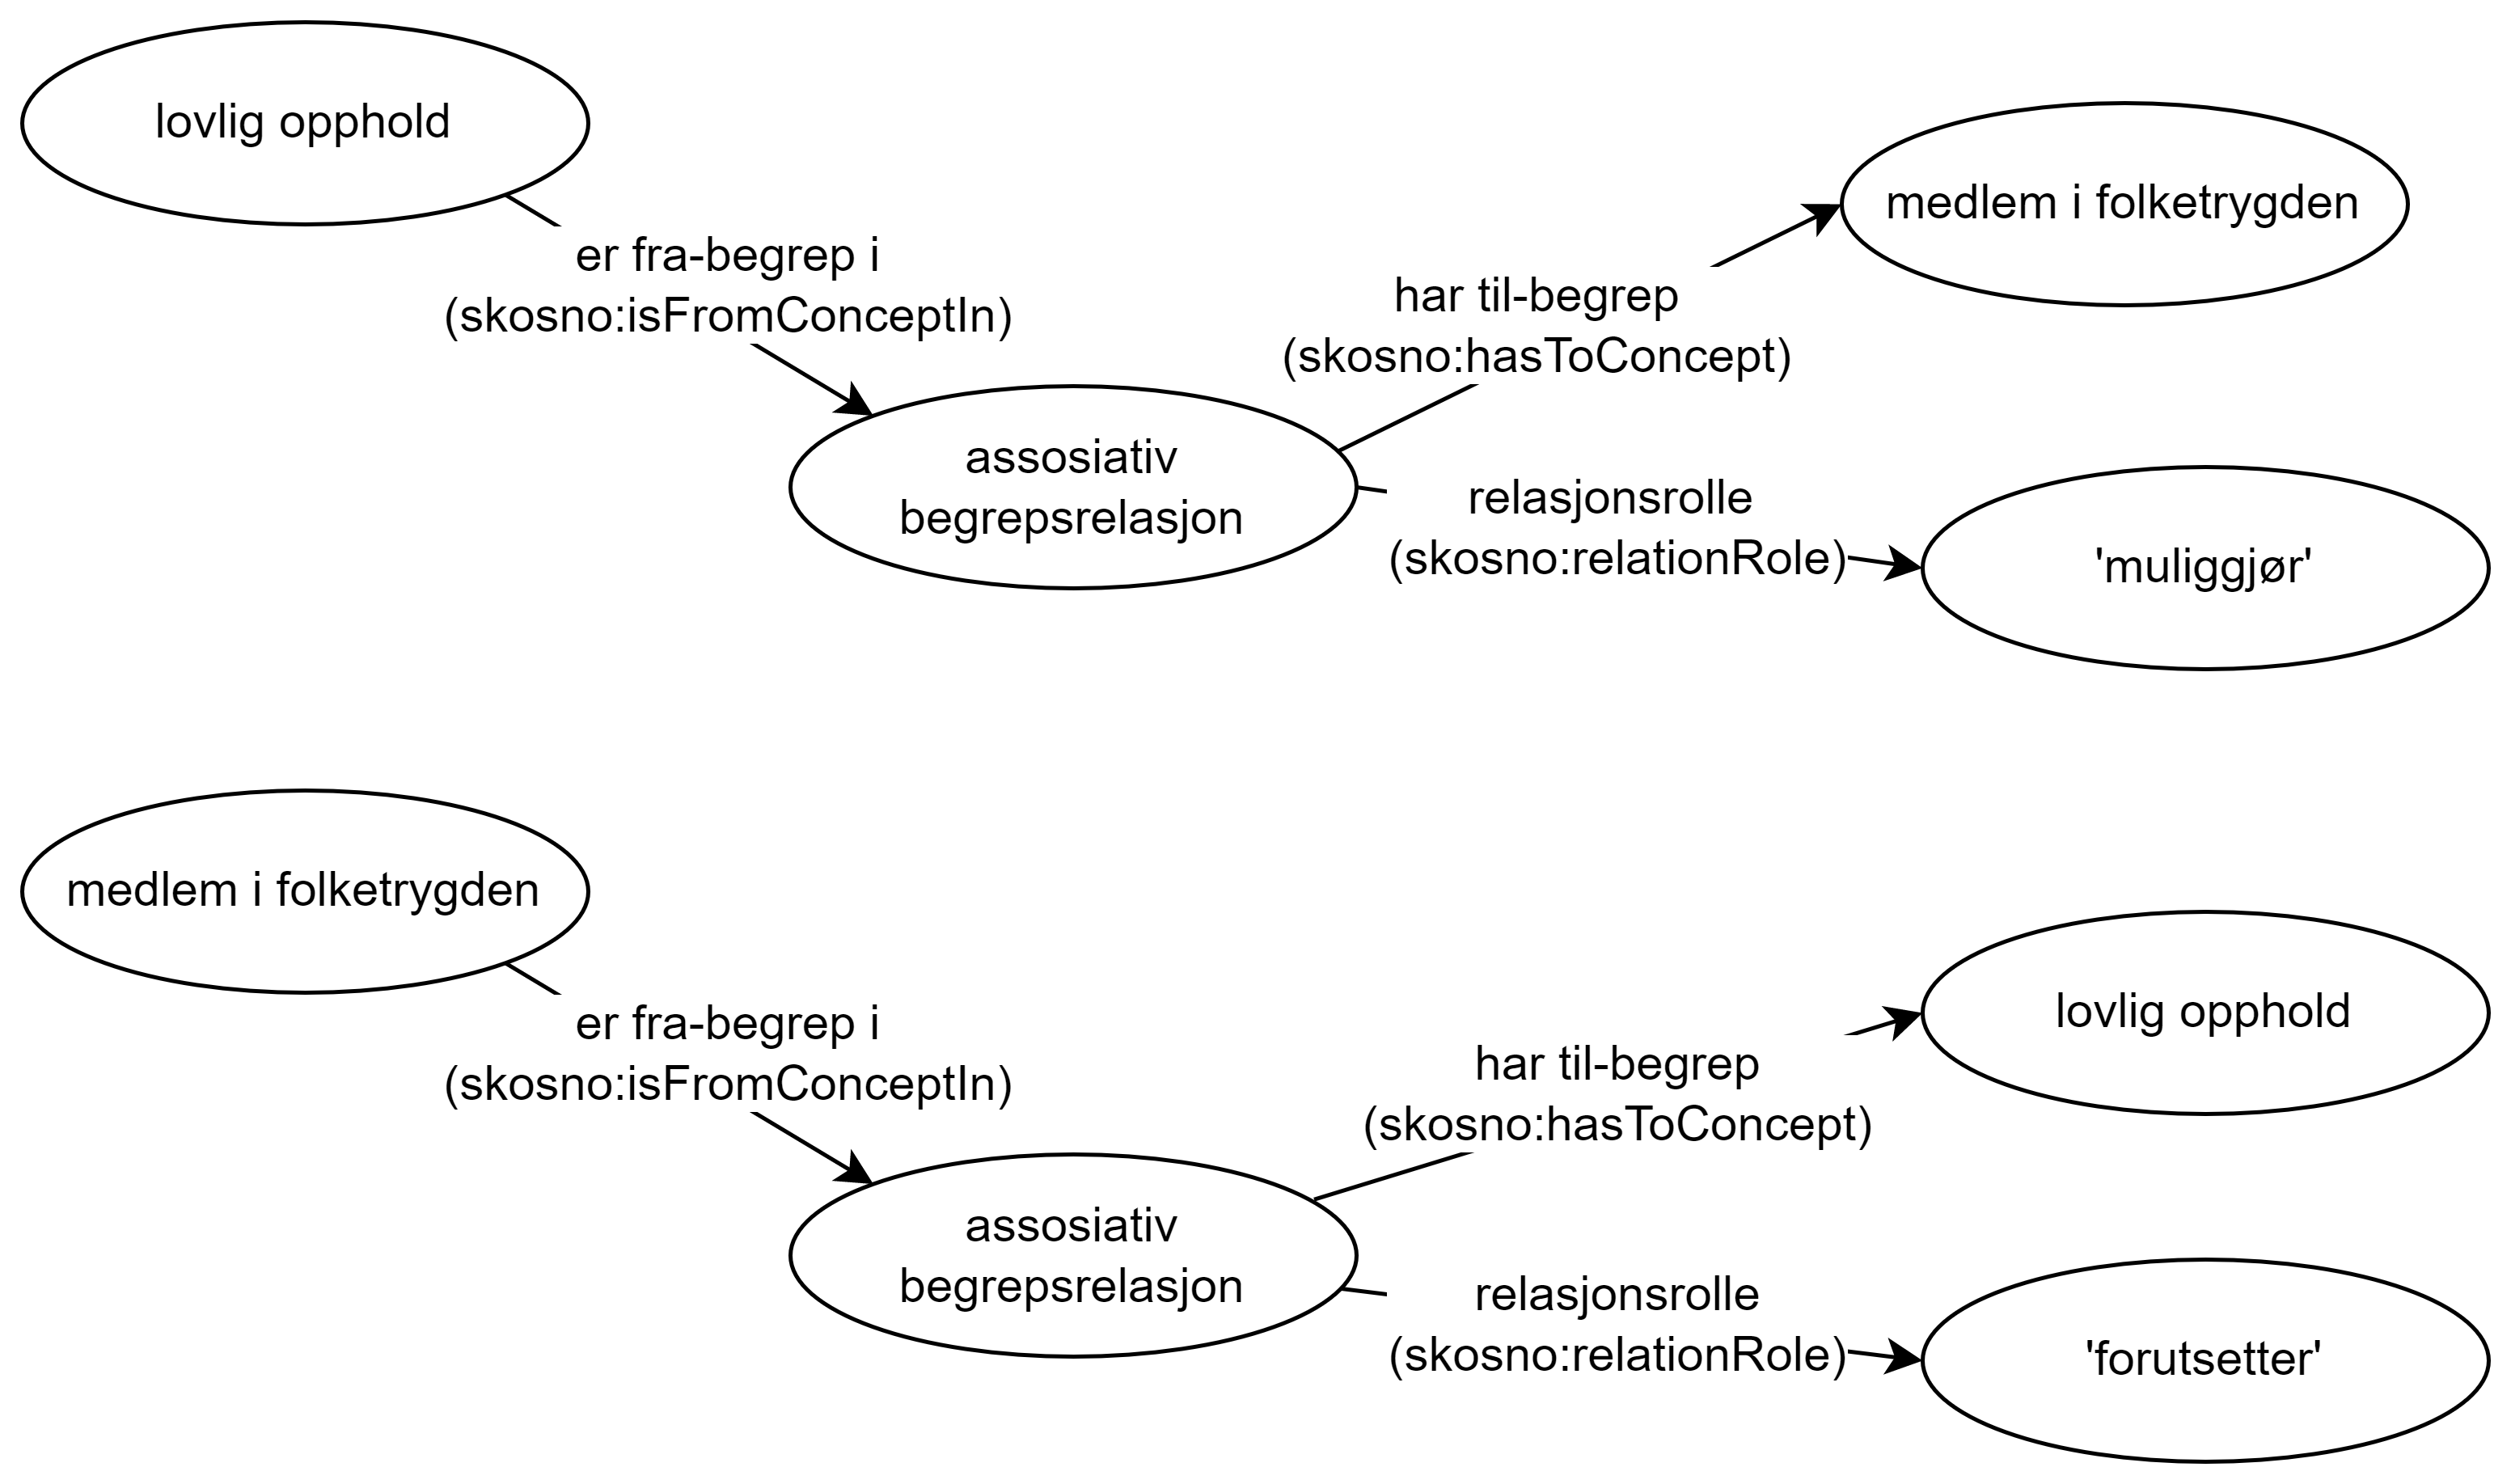 lovlig opphold
er fra-begrep i
(skosno:isFromConceptIn)
medlem i folketrygden
har til-begrep
(skosno:hasToConcept)
assosiativ
begrepsrelasjon
relasjonsrolle
(skosno:relationRole)
'muliggjør'
medlem i folketrygden
er fra-begrep i
(skosno:isFromConceptIn)
lovlig opphold
har til-begrep
(skosno:hasToConcept)
assosiativ
begrepsrelasjon
relasjonsrolle
(skosno:relationRole)
'forutsetter'